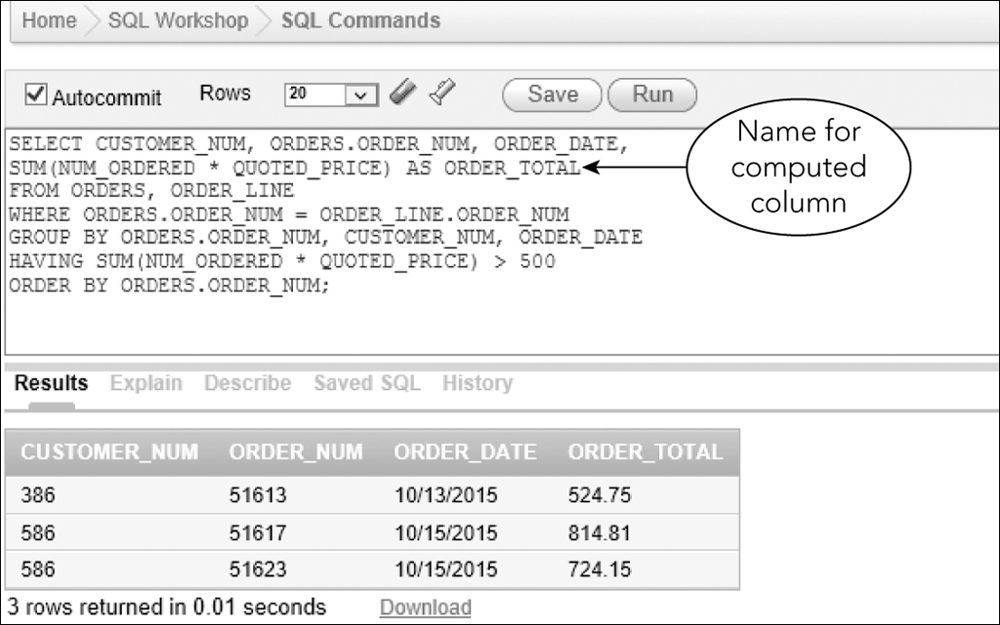 Home SQL Workshop SQL Commands
Autocommit Rows 20 Save Run
SELECT CUSTOMER_NUM, ORDERS.ORDER_NUM, ORDER_DATE,
SUM(NUM_ORDERED * QUOTED_PRICE) AS ORDER_TOTAL
FROM ORDERS, ORDER_LINE
WHERE ORDERS.ORDER_NUM = ORDER_LINE.ORDER_NUM
GROUP BY ORDERS.ORDER_NUM, CUSTOMER_NUM, ORDER_DATE
HAVING SUM(NUM_ORDERED * QUOTED_PRICE) > 500
ORDER BY ORDERS.ORDER_NUM;
Name for
computed
column
Results Explain Describe Saved SQL History
CUSTOMER_NUM ORDER_NUM ORDER_DATE ORDER_TOTAL
386 51613 10/13/2015 524.75
586 51617 10/15/2015 814.81
586 51623 10/15/2015 724.15
3 rows returned in 0.01 seconds Download